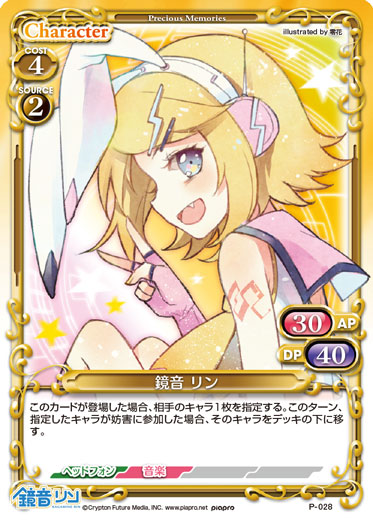 Precious Memories
Character
illustrated by 零花
COST
4
SOURCE
2
30 AP
DP 40
鏡音 リン
このカードが登場した場合、相手のキャラ1枚を指定する。このターン、
指定したキャラが妨害に参加した場合、そのキャラをデッキの下に移
す。
ヘッドフォン 音楽
鏡音リン
KAGAMINE RIN
©Crypton Future Media, INC. www.piapro.net piapro
P-028